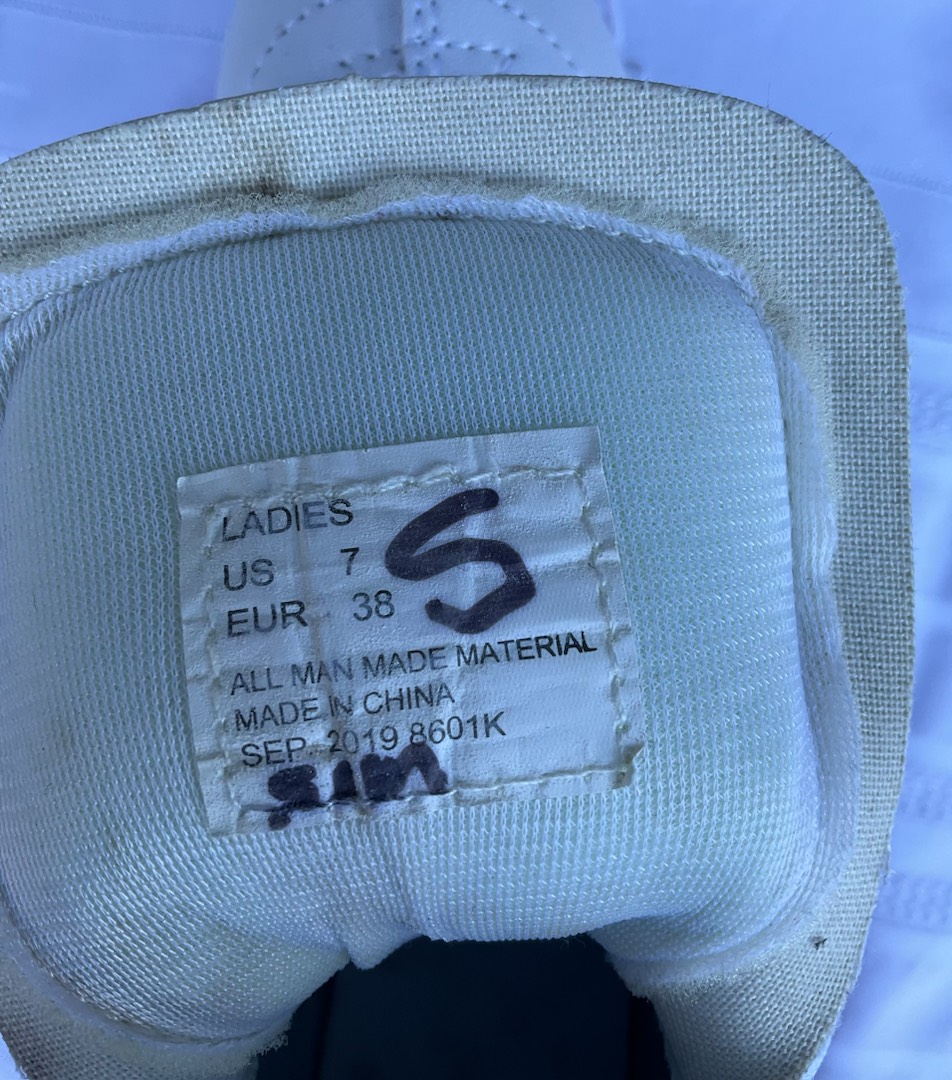 LADIES
US 7
EUR 38
S
ALL MAN MADE MATERIAL
MADE IN CHINA
SEP. 2019 8601K